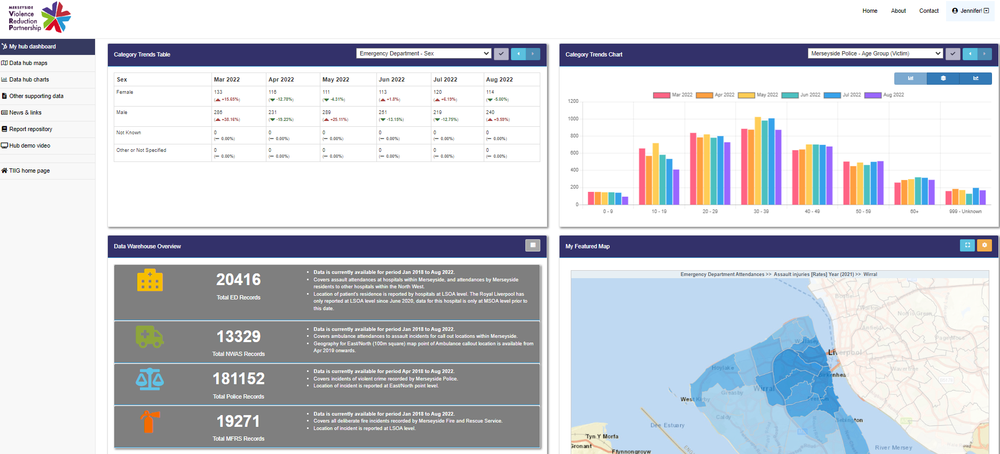 MERSEYSIDE
Violence
Reduction
Partnership
Home About Contact Jennifer!
My hub dashboard
Data hub maps
Data hub charts
Other supporting data
News & links
Report repository
Hub demo video
TIIG home page
Category Trends Table
Emergency Department - Sex
Sex Mar 2022 Apr 2022 May 2022 Jun 2022 Jul 2022 Aug 2022
Female 133 116 111 113 120 114
(▲ +15.65%) (▼ -12.78%) (▼ -4.31%) (▲ +1.8%) (▲ +6.19%) (▼ -5.00%)
Male 286 231 289 251 219 240
(▲ +38.16%) (▼ -19.23%) (▲ +25.11%) (▼ -13.15%) (▼ -12.75%) (▲ +9.59%)
Not Known 0 0 0 0 0 0
(— 0.00%) (— 0.00%) (— 0.00%) (— 0.00%) (— 0.00%) (— 0.00%)
Other or Not Specified 0 0 0 0 0 0
(— 0.00%) (— 0.00%) (— 0.00%) (— 0.00%) (— 0.00%) (— 0.00%)
Category Trends Chart
Merseyside Police - Age Group (Victim)
Mar 2022 Apr 2022 May 2022 Jun 2022 Jul 2022 Aug 2022
1200
1000
800
600
400
200
0
0 - 9 10 - 19 20 - 29 30 - 39 40 - 49 50 - 59 60+ 999 - Unknown
Data Warehouse Overview
20416
Total ED Records
• Data is currently available for period Jan 2018 to Aug 2022.
• Covers assault attendances at hospitals within Merseyside, and attendances by Merseyside
residents to other hospitals within the North West.
• Location of patient's residence is reported by hospitals at LSOA level. The Royal Liverpool has
only reported at LSOA level since June 2020, data for this hospital is only at MSOA level prior to
this date.
13329
Total NWAS Records
• Data is currently available for period Jan 2018 to Aug 2022.
• Covers ambulance attendances to assault incidents for call out locations within Merseyside.
• Geography for East/North (100m square) map point of Ambulance callout location is available from
Apr 2019 onwards.
181152
Total Police Records
• Data is currently available for period Apr 2018 to Aug 2022.
• Covers incidents of violent crime recorded by Merseyside Police.
• Location of incident is reported at East/North point level.
19271
Total MFRS Records
• Data is currently available for period Jan 2018 to Aug 2022.
• Covers all deliberate fire incidents recorded by Merseyside Fire and Rescue Service.
• Location of incident is reported at LSOA level.
My Featured Map
Emergency Department Attendances >> Assault injuries [Rates] Year (2021) >> Wirral
Bootle
Walton
Norris Green
Anfield
Page Moss
Wallasey
Liverpool
Hoylake
Wavertree
Birkenhead
B5178
Wirral
Greasby
West Kirby
Prenton
Caldy
Bebington
Dee Estuary
Tyn Y Morfa
Gronant
River Mersey
Ffynnongroyw